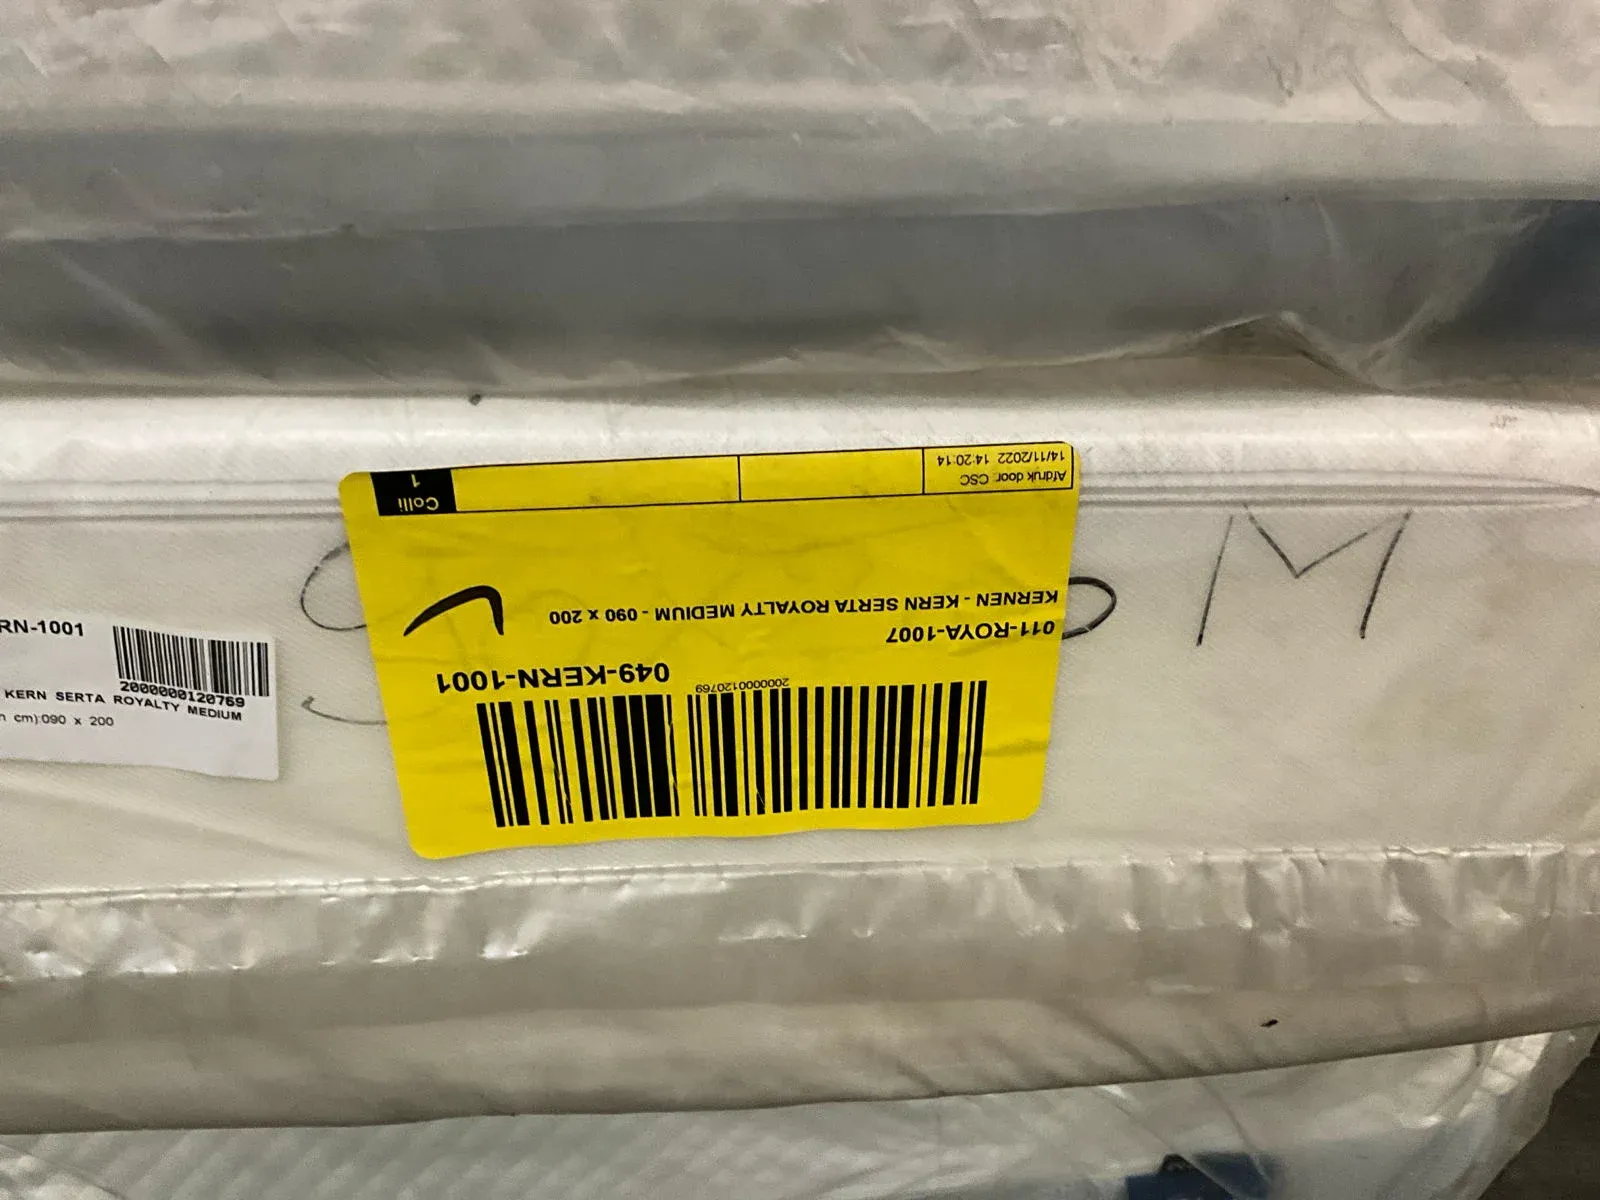 RN-1001
2000000120769
KERN SERTA ROYALTY MEDIUM
n cm):090 x 200
049-KERN-1001
2000000120769
011-ROYA-1007
KERNEN - KERN SERTA ROYALTY MEDIUM - 090 x 200
Colli
1
Afdruk door: CSC
14/11/2022 14:20:14
M